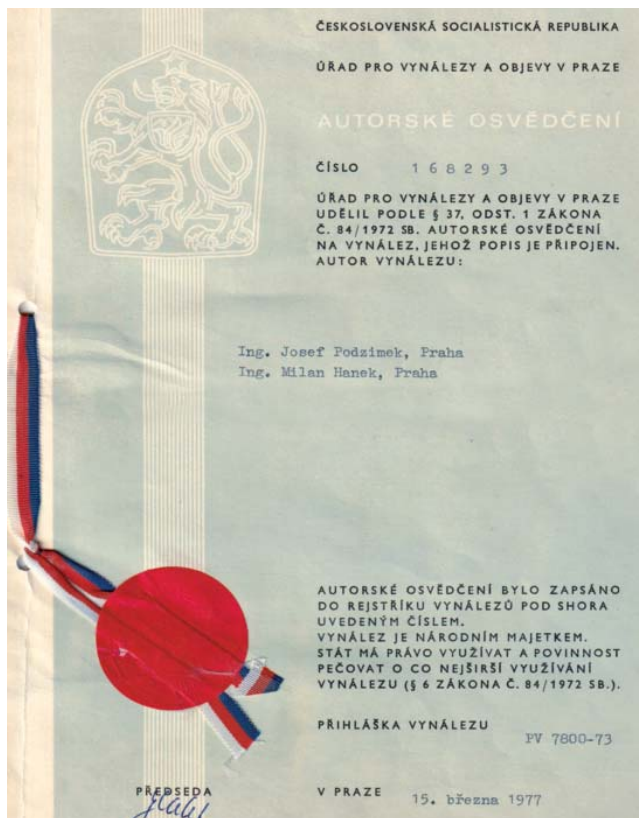 ČESKOSLOVENSKÁ SOCIALISTICKÁ REPUBLIKA
ÚŘAD PRO VYNÁLEZY A OBJEVY V PRAZE
AUTORSKÉ OSVĚDČENÍ
ČÍSLO 168293
ÚŘAD PRO VYNÁLEZY A OBJEVY V PRAZE
UDĚLIL PODLE § 37, ODST. 1 ZÁKONA
Č. 84/1972 SB. AUTORSKÉ OSVĚDČENÍ
NA VYNÁLEZ, JEHOŽ POPIS JE PŘIPOJEN.
AUTOR VYNÁLEZU:
Ing. Josef Podzimek, Praha
Ing. Milan Hanek, Praha
AUTORSKÉ OSVĚDČENÍ BYLO ZAPSÁNO
DO REJSTŘÍKU VYNÁLEZŮ POD SHORA
UVEDENÝM ČÍSLEM.
VYNÁLEZ JE NÁRODNÍM MAJETKEM.
STÁT MÁ PRÁVO VYUŽÍVAT A POVINNOST
PEČOVAT O CO NEJŠIRŠÍ VYUŽÍVÁNÍ
VYNÁLEZU (§ 6 ZÁKONA Č. 84/1972 SB.).
PŘIHLÁŠKA VYNÁLEZU PV 7800-73
PŘEDSEDA V PRAZE 15. března 1977